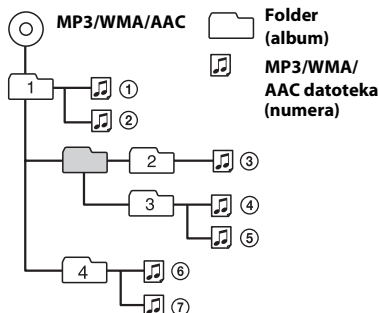 MP3/WMA/AAC
Folder
(album)
MP3/WMA/
AAC datoteka
(numera)
1
①
②
2
③
3
④
⑤
4
⑥
⑦